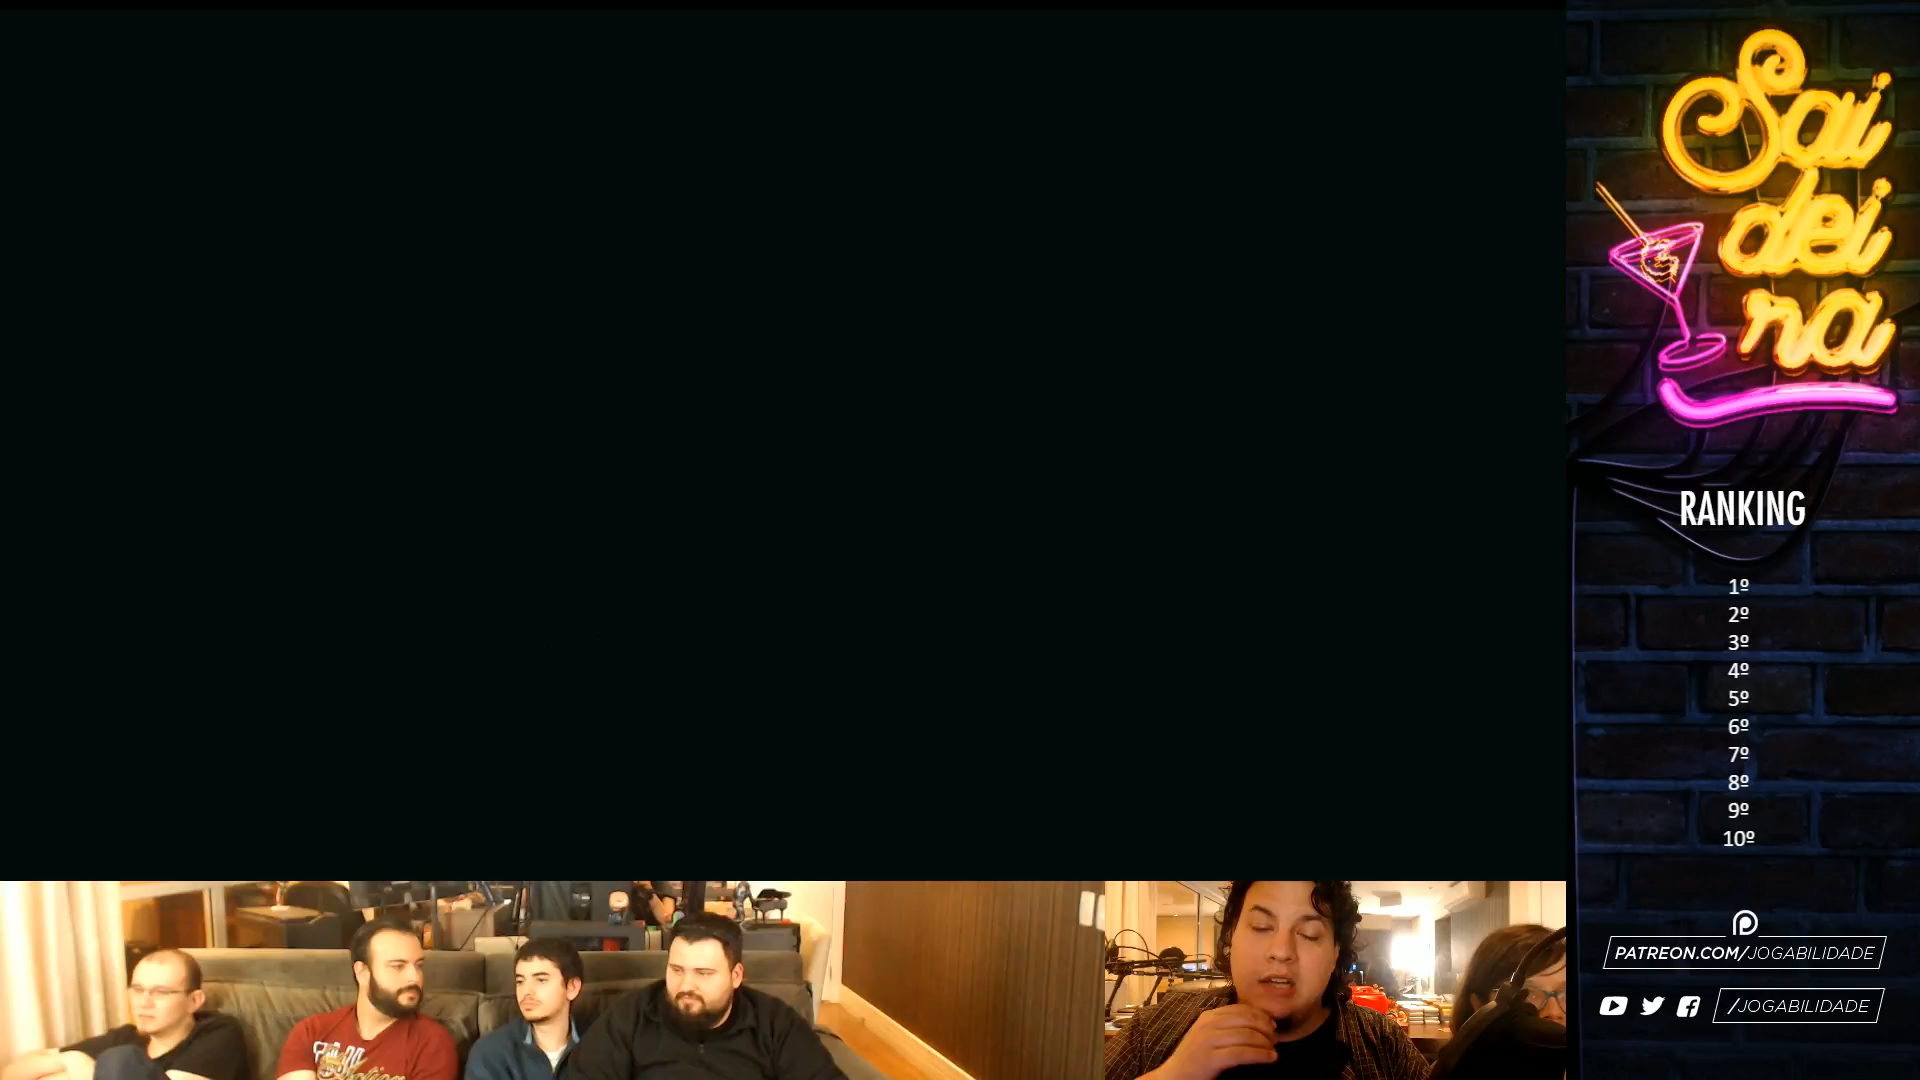 Sai
dei
ra
RANKING
1º
2º
3º
4º
5º
6º
7º
8º
9º
10º
PATREON.COM/JOGABILIDADE
/JOGABILIDADE